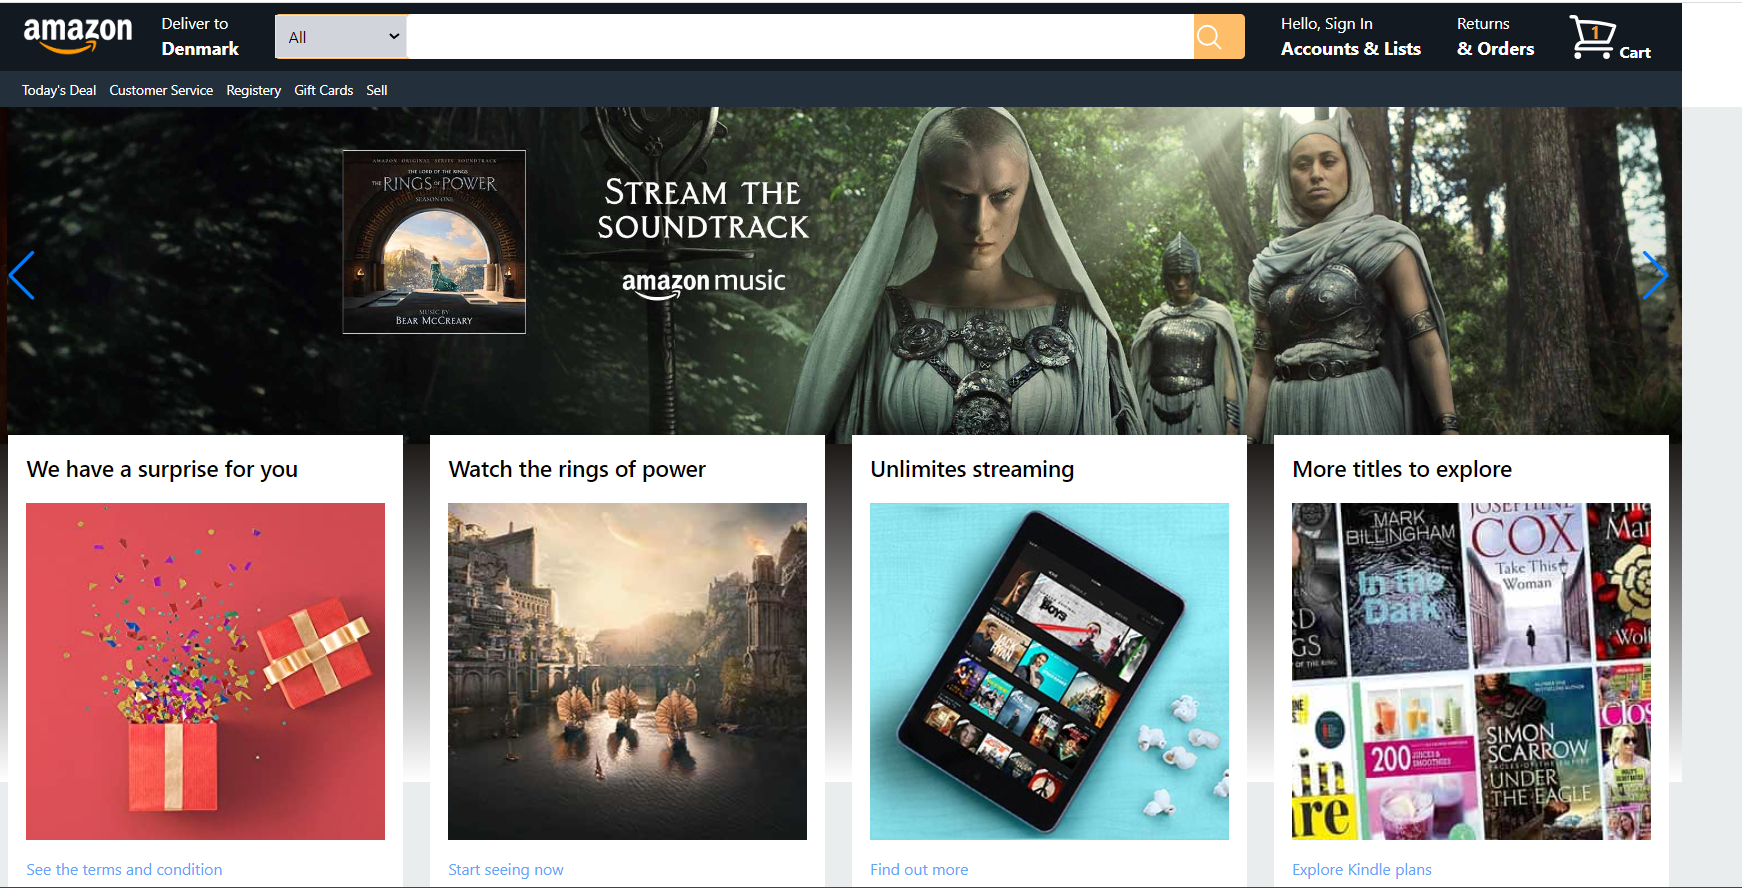 amazon
Deliver to
Denmark
All
Hello, Sign In
Accounts & Lists
Returns
& Orders
1
Cart
Today's Deal Customer Service Registery Gift Cards Sell
AMAZON ORIGINAL SERIES SOUNDTRACK
THE LORD OF THE RINGS
THE RINGS OF POWER
SEASON ONE
MUSIC BY
BEAR McCREARY
STREAM THE
SOUNDTRACK
amazon music
We have a surprise for you
Watch the rings of power
Unlimites streaming
More titles to explore
BOYS
JACK RYAN
MARK
BILLINGHAM
In the
Dark
JOSEPHINE
COX
Take This
Woman
200
JUICES &
SMOOTHIES
SIMON
SCARROW
UNDER
THE EAGLE
See the terms and condition
Start seeing now
Find out more
Explore Kindle plans